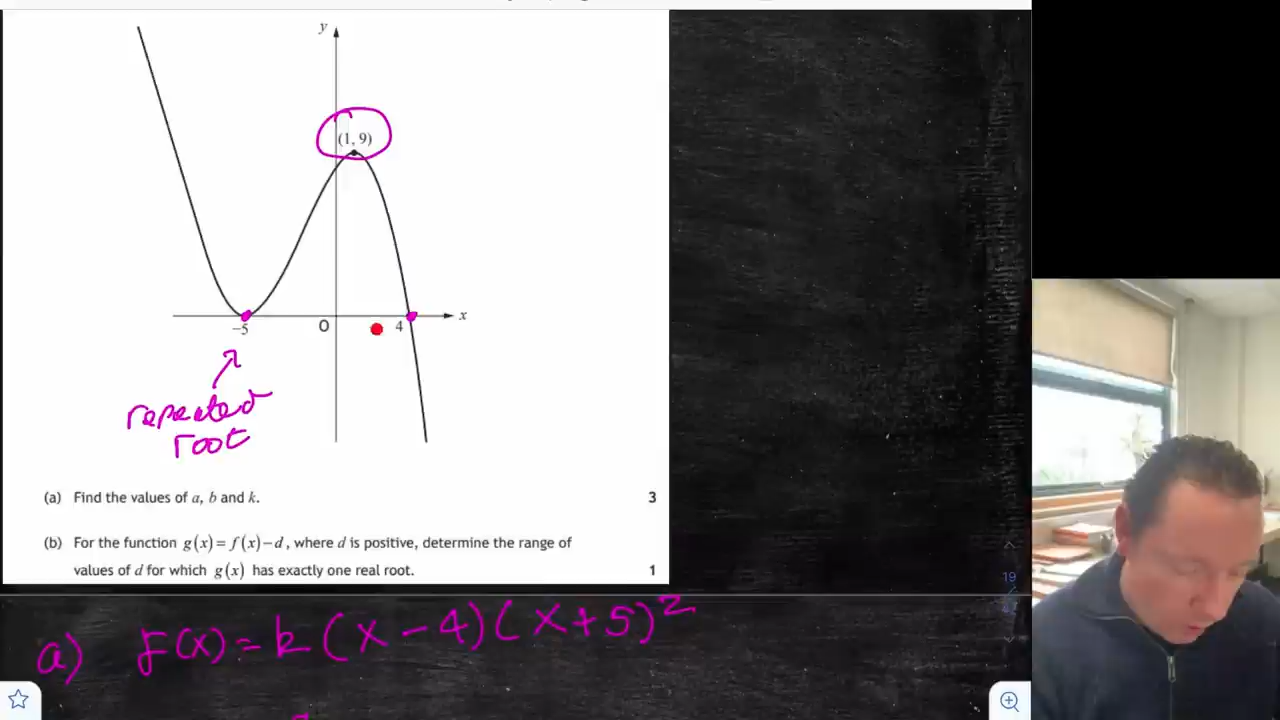 y
(1, 9)
−5
O
4
x
repeated
root
(a) Find the values of a, b and k.
3
(b) For the function g(x) = f(x) − d, where d is positive, determine the range of
values of d for which g(x) has exactly one real root.
1
19
a) f(x) = k (x − 4)(x + 5)²